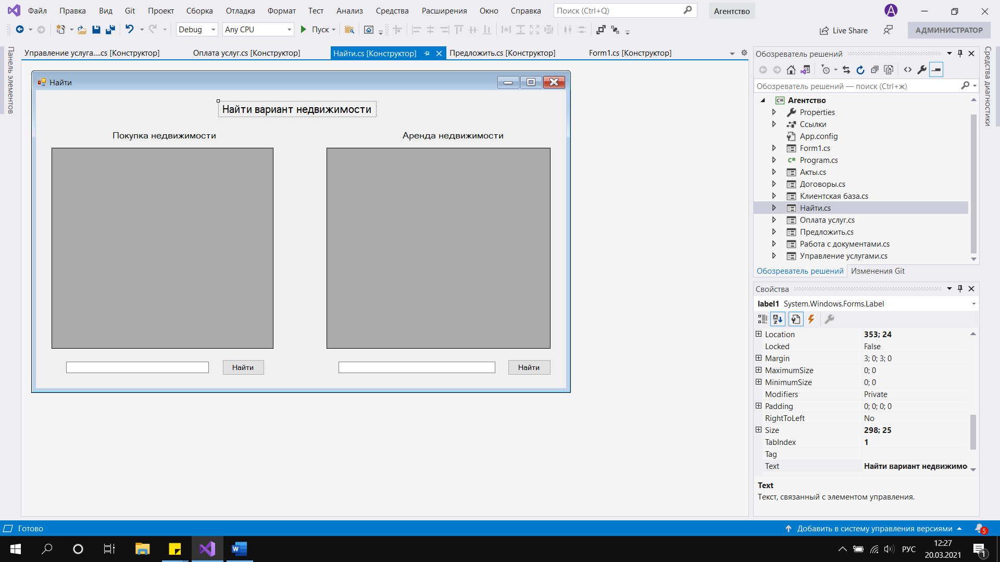 Файл Правка Вид Git Проект Сборка Отладка Формат Тест Анализ Средства Расширения Окно Справка Поиск (Ctrl+Q) Агентство A
Debug Any CPU Пуск Live Share АДМИНИСТРАТОР
Панель элементов
Управление услуга....cs [Конструктор] Оплата услуг.cs [Конструктор] Найти.cs [Конструктор] Предложить.cs [Конструктор] Form1.cs [Конструктор]
Найти
Найти вариант недвижимости
Покупка недвижимости Аренда недвижимости
Найти Найти
Обозреватель решений
Обозреватель решений — поиск (Ctrl+ж)
C# Агентство
Properties
Ссылки
App.config
Form1.cs
C# Program.cs
Акты.cs
Договоры.cs
Клиентская база.cs
Найти.cs
Оплата услуг.cs
Предложить.cs
Работа с документами.cs
Управление услугами.cs
Обозреватель решений Изменения Git
Средства диагностики
Свойства
label1 System.Windows.Forms.Label
Location 353; 24
Locked False
Margin 3; 0; 3; 0
MaximumSize 0; 0
MinimumSize 0; 0
Modifiers Private
Padding 0; 0; 0; 0
RightToLeft No
Size 298; 25
TabIndex 1
Tag
Text Найти вариант недвижимо
Text
Текст, связанный с элементом управления.
Готово Добавить в систему управления версиями 5
РУС 12:27
20.03.2021 1